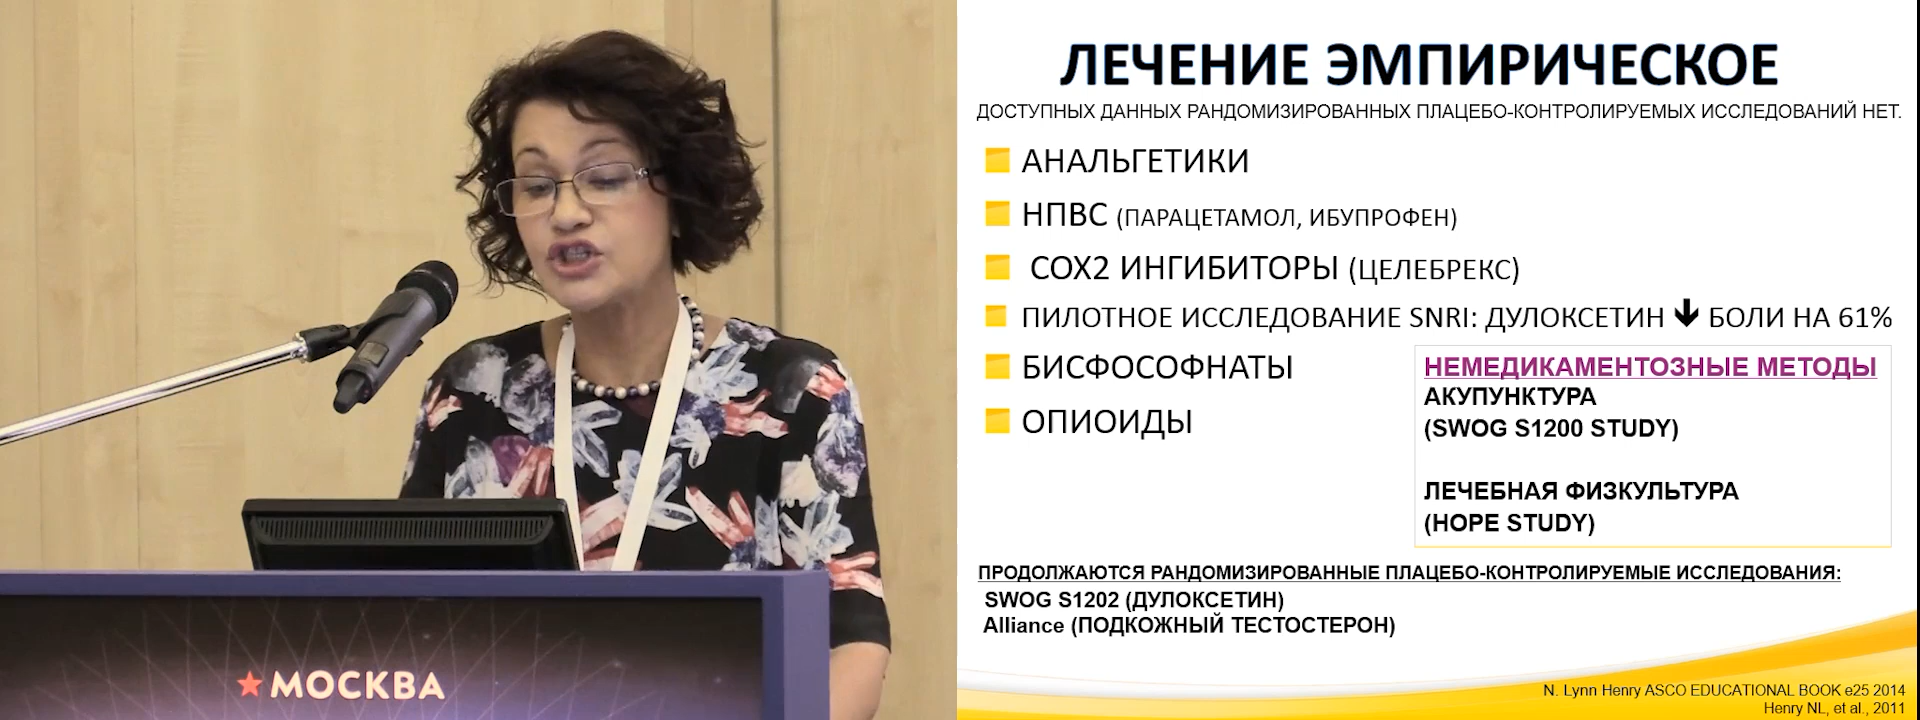 ЛЕЧЕНИЕ ЭМПИРИЧЕСКОЕ
ДОСТУПНЫХ ДАННЫХ РАНДОМИЗИРОВАННЫХ ПЛАЦЕБО-КОНТРОЛИРУЕМЫХ ИССЛЕДОВАНИЙ НЕТ.
АНАЛЬГЕТИКИ
НПВС (ПАРАЦЕТАМОЛ, ИБУПРОФЕН)
COX2 ИНГИБИТОРЫ (ЦЕЛЕБРЕКС)
ПИЛОТНОЕ ИССЛЕДОВАНИЕ SNRI: ДУЛОКСЕТИН 🡻 БОЛИ НА 61%
БИСФОСОФНАТЫ
ОПИОИДЫ
НЕМЕДИКАМЕНТОЗНЫЕ МЕТОДЫ
АКУПУНКТУРА
(SWOG S1200 STUDY)
ЛЕЧЕБНАЯ ФИЗКУЛЬТУРА
(HOPE STUDY)
ПРОДОЛЖАЮТСЯ РАНДОМИЗИРОВАННЫЕ ПЛАЦЕБО-КОНТРОЛИРУЕМЫЕ ИССЛЕДОВАНИЯ:
SWOG S1202 (ДУЛОКСЕТИН)
Alliance (ПОДКОЖНЫЙ ТЕСТОСТЕРОН)
N. Lynn Henry ASCO EDUCATIONAL BOOK e25 2014
Henry NL, et al., 2011
МОСКВА